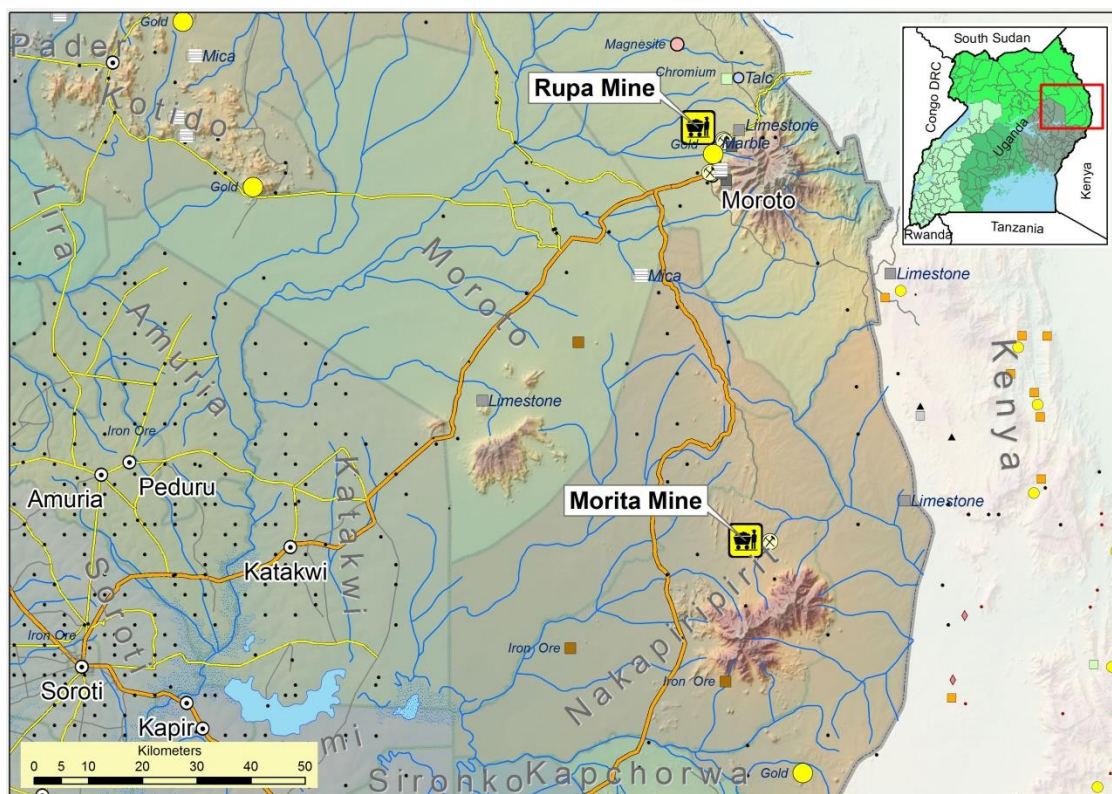 Gold
Mica
Pader
Kotido
Gold
Lira
Amuria
Magnesite
Chromium
Talc
Rupa Mine
Limestone
Gold
Marble
Moroto
Moroto
Mica
South Sudan
Congo DRC
Uganda
Kenya
Rwanda
Tanzania
Limestone
Kenya
Limestone
Iron Ore
Amuria
Peduru
Katakwi
Katakwi
Limestone
Morita Mine
Soroti
Iron Ore
Soroti
Kapir
Nakapiripirit
Iron Ore
Iron Ore
Kilometers
0 5 10 20 30 40 50
mi
Sironko
Kapchorwa
Gold